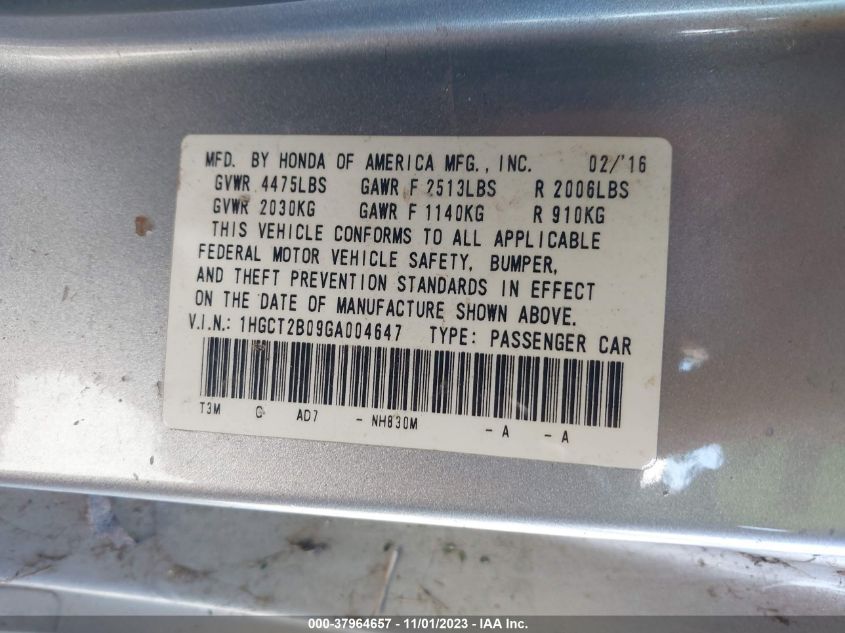 MFD. BY HONDA OF AMERICA MFG., INC. 02/'16
GVWR 4475LBS GAWR F 2513LBS R 2006LBS
GVWR 2030KG GAWR F 1140KG R 910KG
THIS VEHICLE CONFORMS TO ALL APPLICABLE
FEDERAL MOTOR VEHICLE SAFETY, BUMPER,
AND THEFT PREVENTION STANDARDS IN EFFECT
ON THE DATE OF MANUFACTURE SHOWN ABOVE.
V.I.N.: 1HGCT2B09GA004647 TYPE: PASSENGER CAR
T3M C AD7 - NH830M - A - A
000-37964657 - 11/01/2023 - IAA Inc.